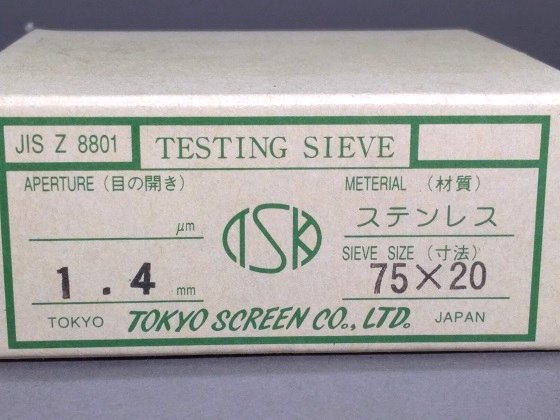 JIS Z 8801
TESTING SIEVE
APERTURE (目の開き)
μm
1.4 mm
TSK
METERIAL (材質)
ステンレス
SIEVE SIZE (寸法)
75×20
TOKYO TOKYO SCREEN CO., LTD. JAPAN